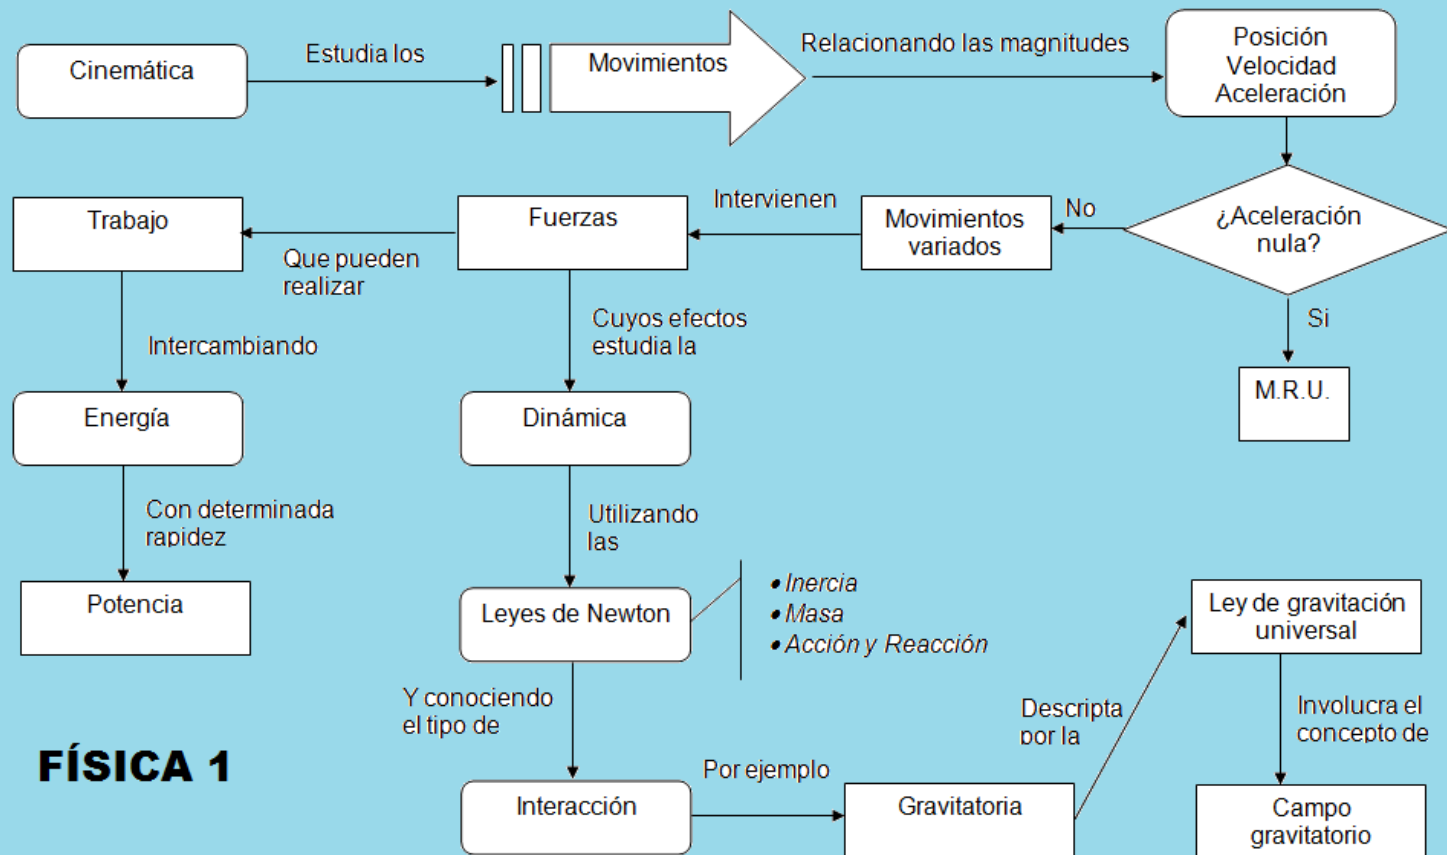 Cinemática
Estudia los
Movimientos
Relacionando las magnitudes
Posición
Velocidad
Aceleración
¿Aceleración
nula?
No
Movimientos
variados
Intervienen
Fuerzas
Que pueden
realizar
Trabajo
Si
M.R.U.
Intercambiando
Energía
Con determinada
rapidez
Potencia
Cuyos efectos
estudia la
Dinámica
Utilizando
las
Leyes de Newton
• Inercia
• Masa
• Acción y Reacción
Y conociendo
el tipo de
Interacción
Por ejemplo
Gravitatoria
Descripta
por la
Ley de gravitación
universal
Involucra el
concepto de
Campo
gravitatorio
FÍSICA 1